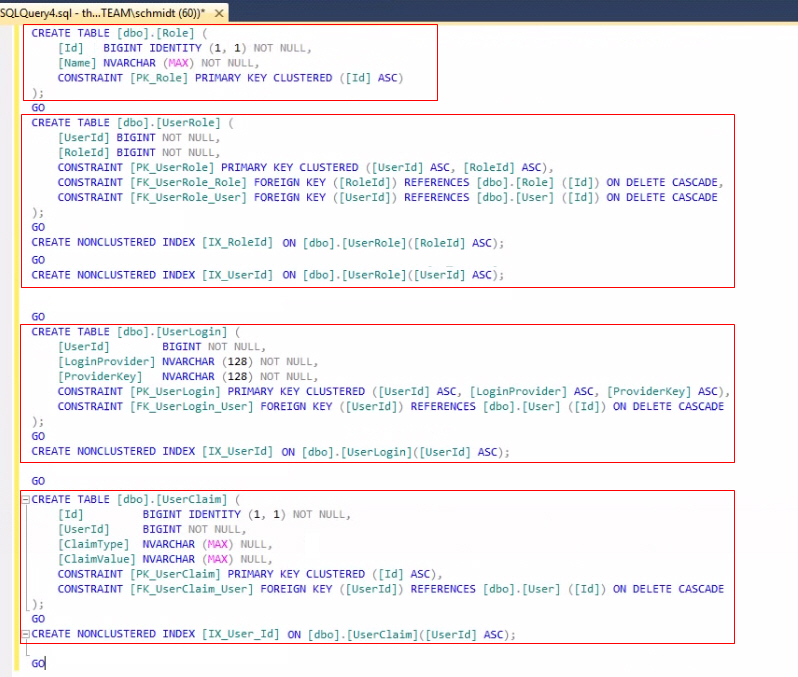 SQLQuery4.sql - th...TEAM\schmidt (60))*
CREATE TABLE [dbo].[Role] (
[Id] BIGINT IDENTITY (1, 1) NOT NULL,
[Name] NVARCHAR (MAX) NOT NULL,
CONSTRAINT [PK_Role] PRIMARY KEY CLUSTERED ([Id] ASC)
);
GO
CREATE TABLE [dbo].[UserRole] (
[UserId] BIGINT NOT NULL,
[RoleId] BIGINT NOT NULL,
CONSTRAINT [PK_UserRole] PRIMARY KEY CLUSTERED ([UserId] ASC, [RoleId] ASC),
CONSTRAINT [FK_UserRole_Role] FOREIGN KEY ([RoleId]) REFERENCES [dbo].[Role] ([Id]) ON DELETE CASCADE,
CONSTRAINT [FK_UserRole_User] FOREIGN KEY ([UserId]) REFERENCES [dbo].[User] ([Id]) ON DELETE CASCADE
);
GO
CREATE NONCLUSTERED INDEX [IX_RoleId] ON [dbo].[UserRole]([RoleId] ASC);
GO
CREATE NONCLUSTERED INDEX [IX_UserId] ON [dbo].[UserRole]([UserId] ASC);
GO
CREATE TABLE [dbo].[UserLogin] (
[UserId] BIGINT NOT NULL,
[LoginProvider] NVARCHAR (128) NOT NULL,
[ProviderKey] NVARCHAR (128) NOT NULL,
CONSTRAINT [PK_UserLogin] PRIMARY KEY CLUSTERED ([UserId] ASC, [LoginProvider] ASC, [ProviderKey] ASC),
CONSTRAINT [FK_UserLogin_User] FOREIGN KEY ([UserId]) REFERENCES [dbo].[User] ([Id]) ON DELETE CASCADE
);
GO
CREATE NONCLUSTERED INDEX [IX_UserId] ON [dbo].[UserLogin]([UserId] ASC);
GO
CREATE TABLE [dbo].[UserClaim] (
[Id] BIGINT IDENTITY (1, 1) NOT NULL,
[UserId] BIGINT NOT NULL,
[ClaimType] NVARCHAR (MAX) NULL,
[ClaimValue] NVARCHAR (MAX) NULL,
CONSTRAINT [PK_UserClaim] PRIMARY KEY CLUSTERED ([Id] ASC),
CONSTRAINT [FK_UserClaim_User] FOREIGN KEY ([UserId]) REFERENCES [dbo].[User] ([Id]) ON DELETE CASCADE
);
GO
CREATE NONCLUSTERED INDEX [IX_User_Id] ON [dbo].[UserClaim]([UserId] ASC);
GO